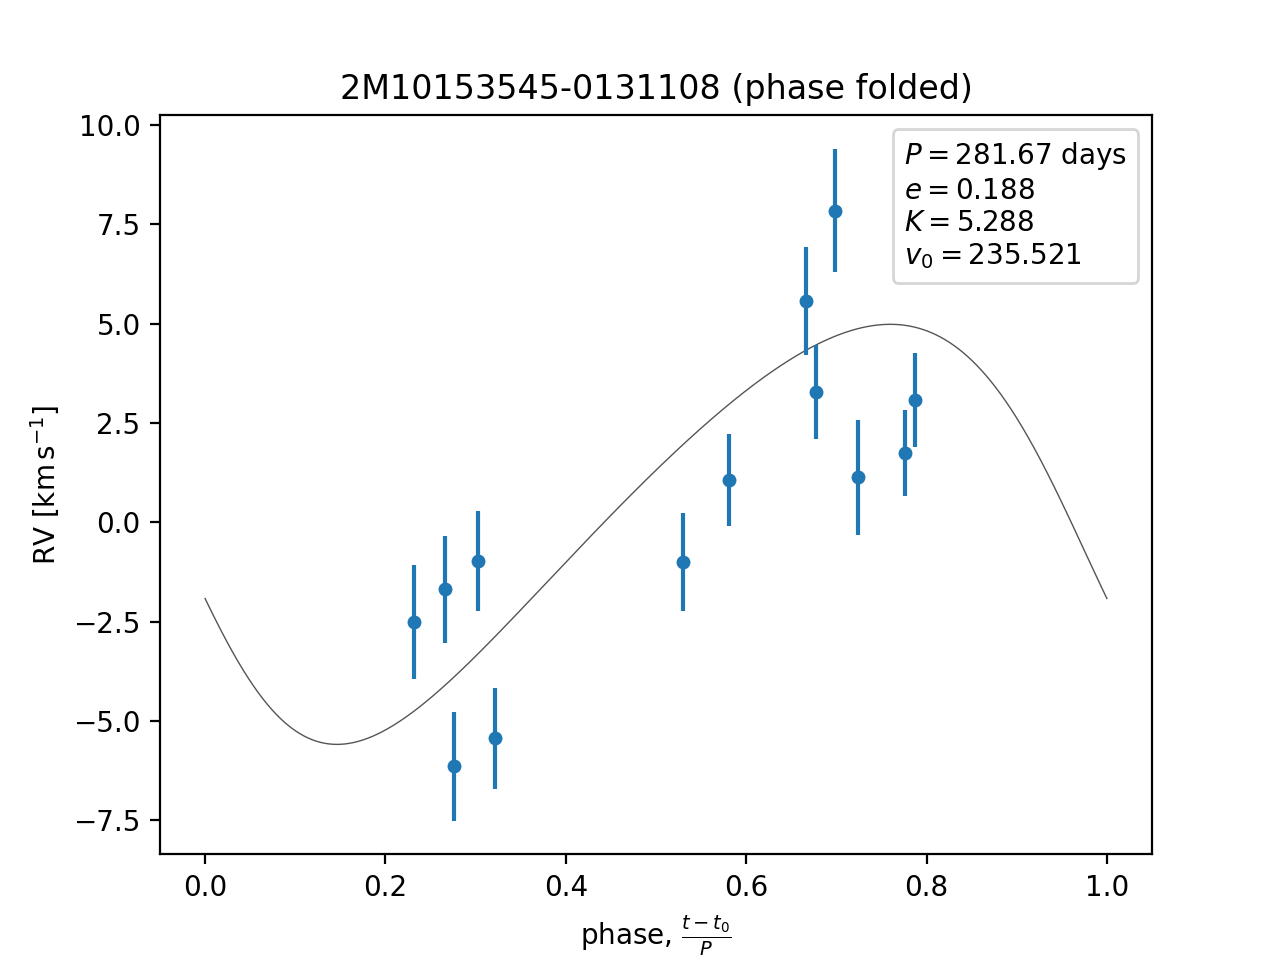 2M10153545-0131108 (phase folded)
P = 281.67 days
e = 0.188
K = 5.288
v₀ = 235.521
10.0
7.5
5.0
2.5
0.0
−2.5
−5.0
−7.5
RV [km s⁻¹]
0.0 0.2 0.4 0.6 0.8 1.0
phase, (t − t₀)/P